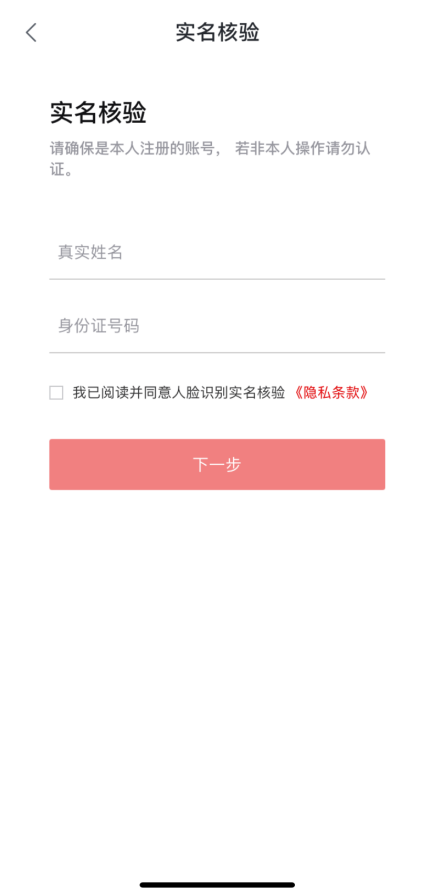 实名核验
实名核验
请确保是本人注册的账号， 若非本人操作请勿认
证。
真实姓名
身份证号码
我已阅读并同意人脸识别实名核验 《隐私条款》
下一步